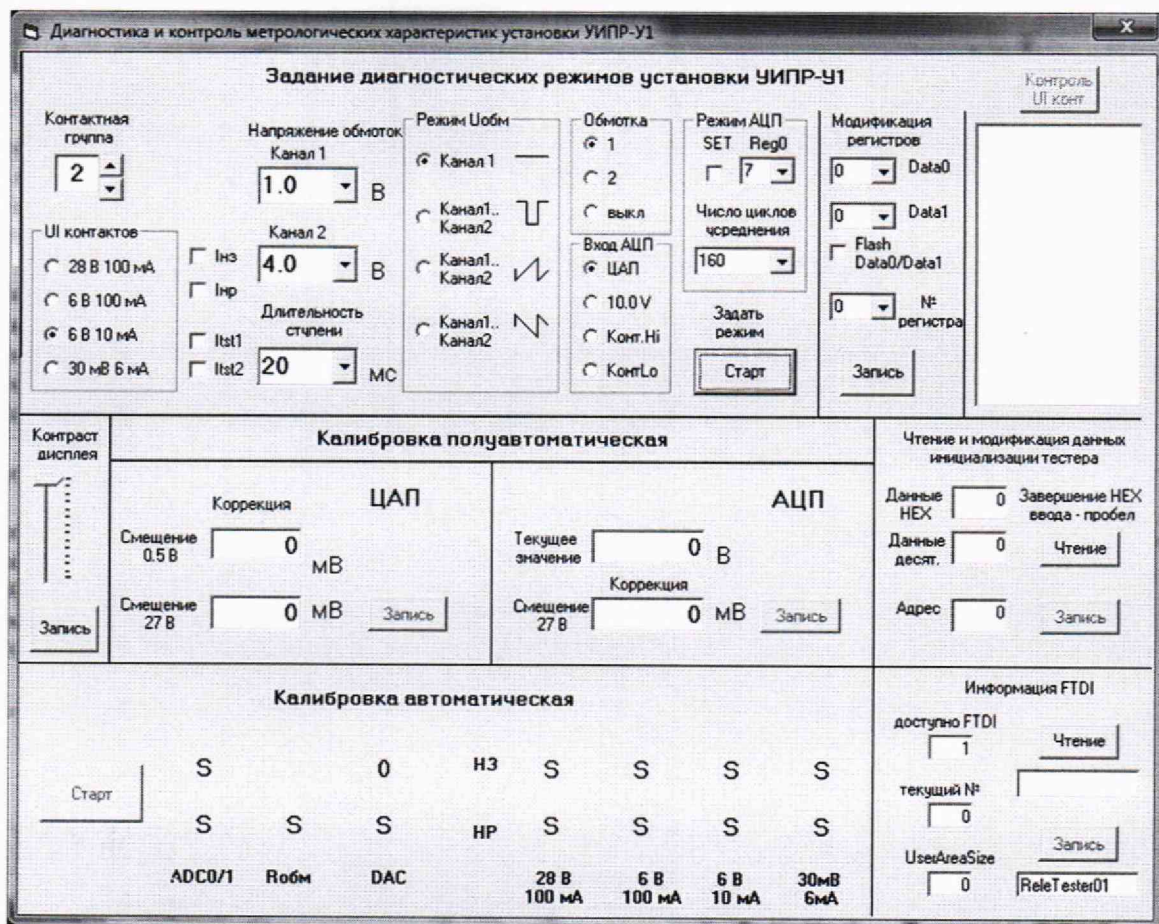 Диагностика и контроль метрологических характеристик установки УИПР-У1
X
Задание диагностических режимов установки УИПР-У1
Контроль
UI конт
Контактная
группа
2
UI контактов
28 В 100 мА
6 В 100 мА
6 В 10 мА
30 мВ 6 мА
Iнз
Iнр
Itst1
Itst2
Напряжение обмоток
Канал 1
1.0 В
Канал 2
4.0 В
Длительность
ступени
20 мс
Режим Uобм
Канал 1
Канал1..
Канал2
Канал1..
Канал2
Канал1..
Канал2
Обмотка
1
2
выкл
Вход АЦП
ЦАП
10.0 V
Конт.Hi
КонтLo
Режим АЦП
SET Reg0
7
Число циклов
усреднения
160
Задать
режим
Старт
Модификация
регистров
0 Data0
0 Data1
Flash
Data0/Data1
0 №
регистра
Запись
Контраст
дисплея
Запись
Калибровка полуавтоматическая
Коррекция ЦАП
Смещение
0.5 В
0 мВ
Смещение
27 В
0 мВ Запись
АЦП
Текущее
значение
0 В
Коррекция
Смещение
27 В
0 мВ Запись
Чтение и модификация данных
инициализации тестера
Данные
HEX
0
Завершение HEX
ввода - пробел
Данные
десят.
0 Чтение
Адрес 0 Запись
Калибровка автоматическая
Старт
S 0 НЗ S S S S
S S S НР S S S S
ADC0/1 Rобм DAC
28 В
100 мА
6 В
100 мА
6 В
10 мА
30мВ
6мА
Информация FTDI
доступно FTDI
1 Чтение
текущий №
0 Запись
UserAreaSize
0 ReleTester01